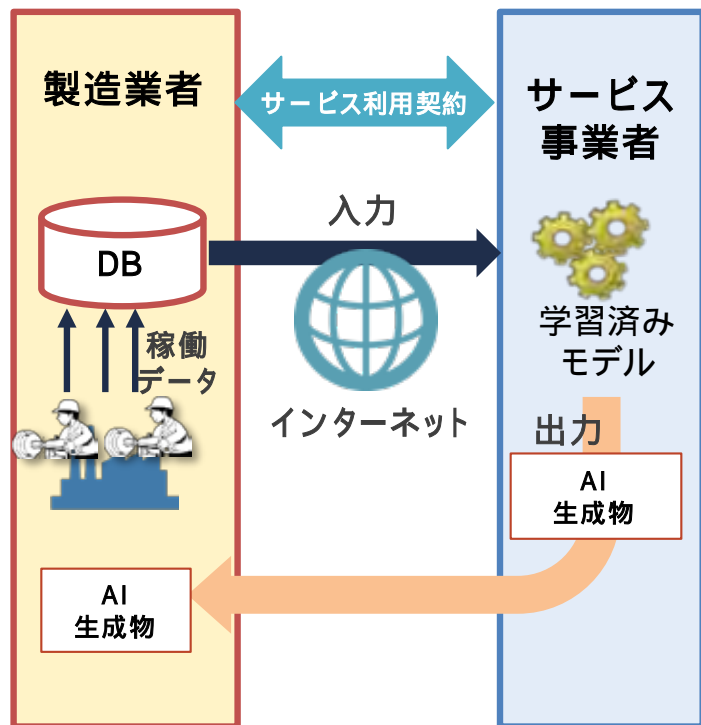 製造業者
サービス利用契約
サービス
事業者
入力
DB
稼働
データ
インターネット
学習済み
モデル
出力
AI
生成物
AI
生成物